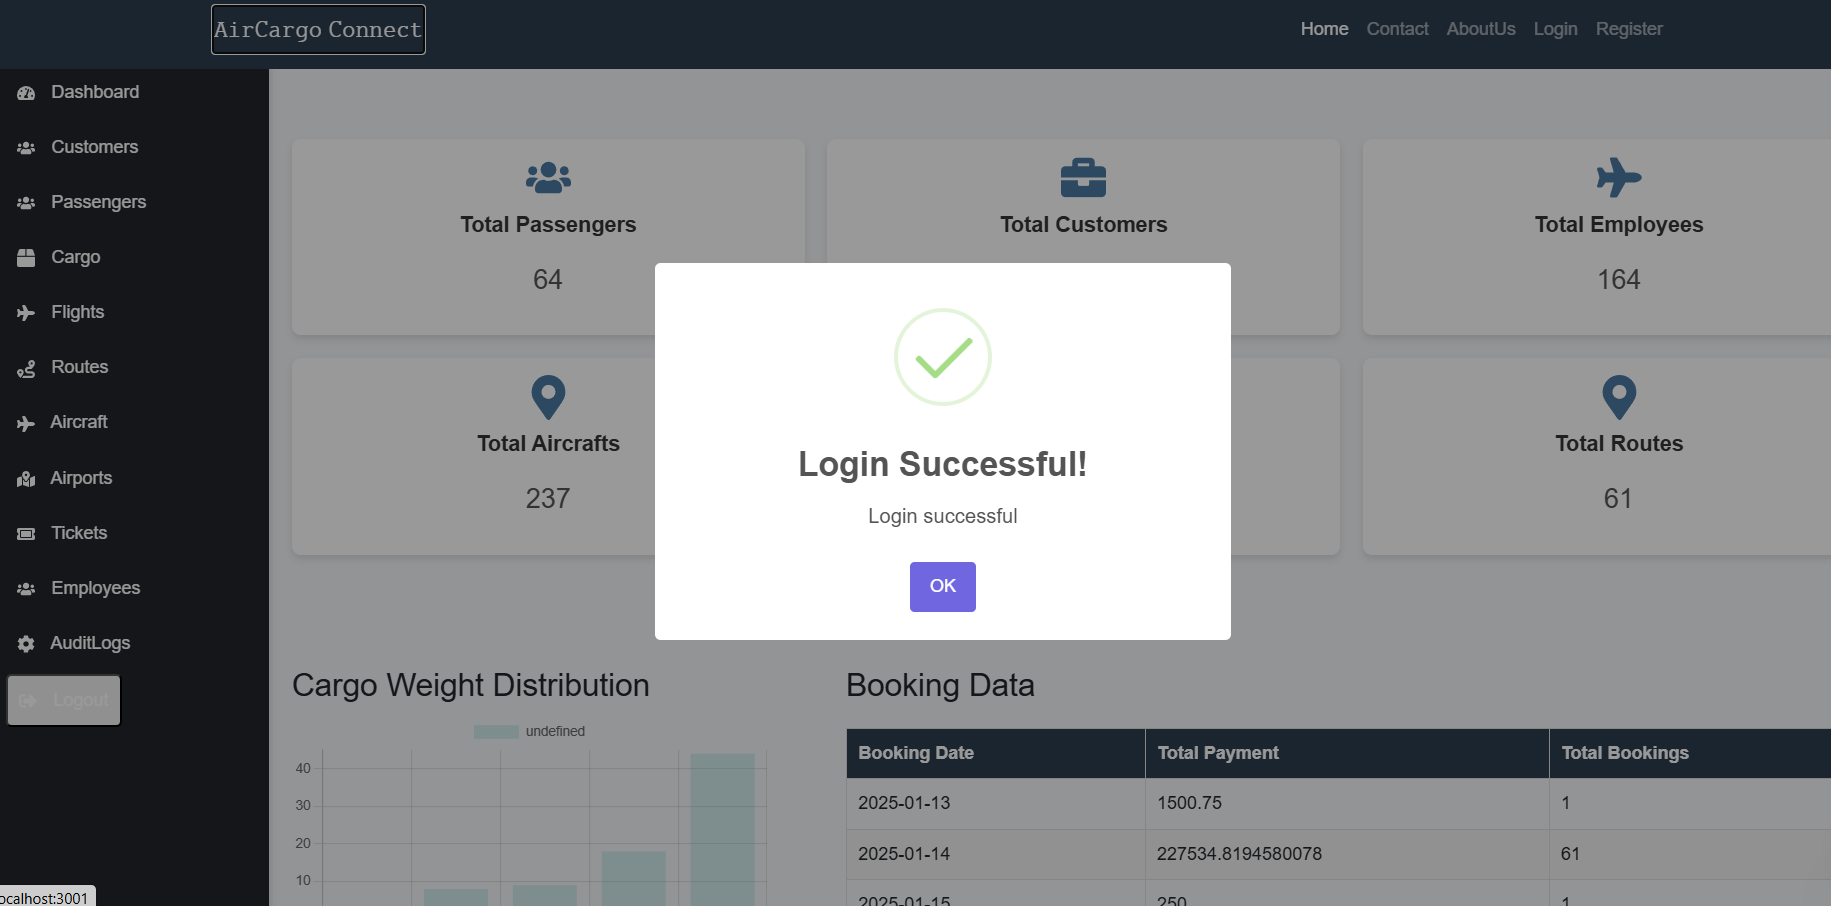 AirCargo Connect
Home Contact AboutUs Login Register
Dashboard
Customers
Passengers
Cargo
Flights
Routes
Aircraft
Airports
Tickets
Employees
AuditLogs
Logout
Total Passengers
64
Total Customers
Total Employees
164
Total Aircrafts
237
Total Routes
61
Login Successful!
Login successful
OK
Cargo Weight Distribution
undefined
40
30
20
10
Booking Data
Booking Date Total Payment Total Bookings
2025-01-13 1500.75 1
2025-01-14 227534.8194580078 61
2025-01-15 250 1
ocalhost:3001